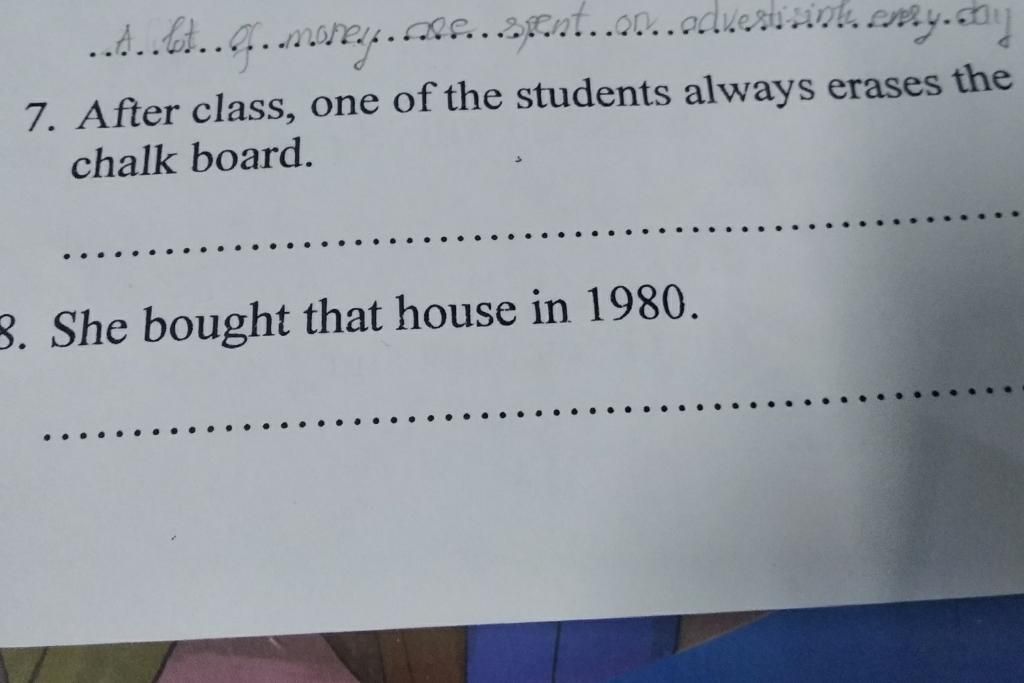 A lot of money are spent on advertising every day
7. After class, one of the students always erases the
chalk board.
8. She bought that house in 1980.